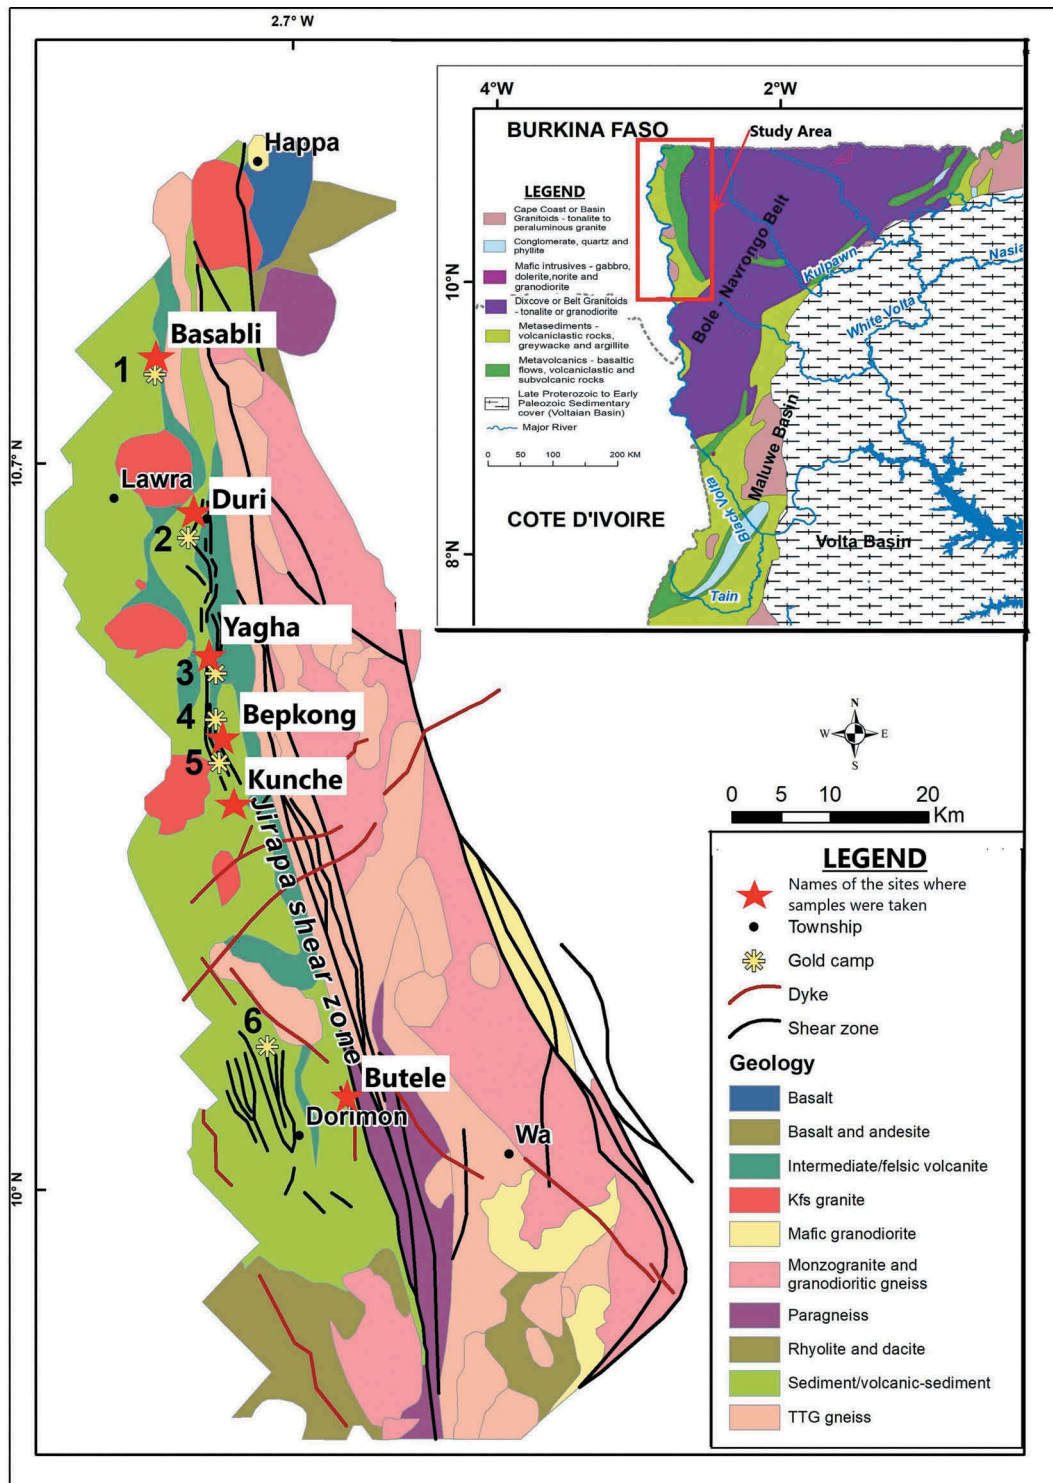 2.7° W
4°W
2°W
BURKINA FASO
Study Area
LEGEND
Cape Coast or Basin
Granitoids - tonalite to
peraluminous granite
Conglomerate, quartz and
phyllite
Mafic intrusives - gabbro,
dolerite,norite and
granodiorite
Dixcove or Belt Granitoids
- tonalite or granodiorite
Metasediments -
volcaniclastic rocks,
greywacke and argillite
Metavolcanics - basaltic
flows, volcaniclastic and
subvolcanic rocks
Late Proterozoic to Early
Paleozoic Sedimentary
cover (Voltaian Basin)
Major River
0 50 100 200 KM
COTE D'IVOIRE
10°N
8°N
Bole - Navrongo Belt
Kulpawn
Nasia
White Volta
Maluwe Basin
Black Volta
Volta Basin
Tain
Happa
Basabli
1
10.7° N
Lawra
Duri
2
Yagha
3
4
Bepkong
5
Kunche
Jirapa shear zone
6
Butele
Dorimon
Wa
10° N
N
W
E
S
0 5 10 20
Km
LEGEND
Names of the sites where
samples were taken
Township
Gold camp
Dyke
Shear zone
Geology
Basalt
Basalt and andesite
Intermediate/felsic volcanite
Kfs granite
Mafic granodiorite
Monzogranite and
granodioritic gneiss
Paragneiss
Rhyolite and dacite
Sediment/volcanic-sediment
TTG gneiss